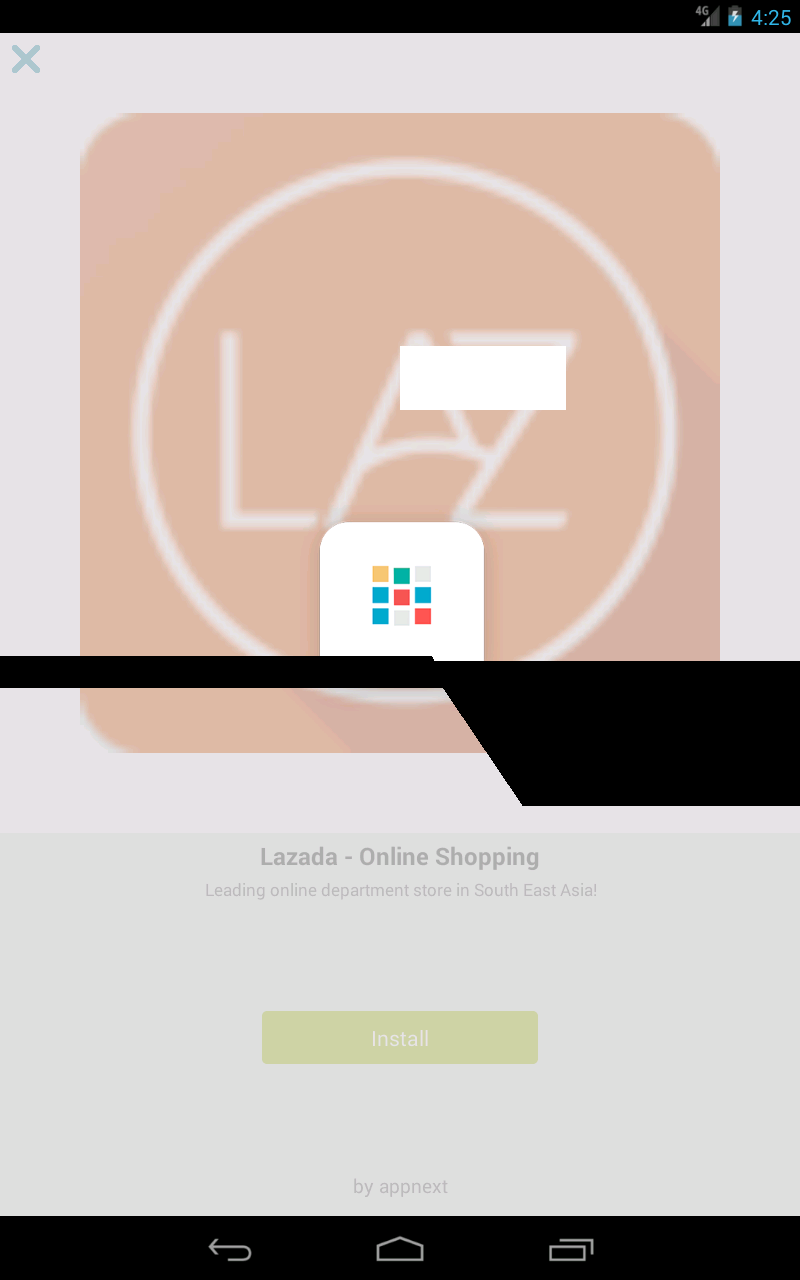 4G 4:25
LAZ
Lazada - Online Shopping
Leading online department store in South East Asia!
Install
by appnext